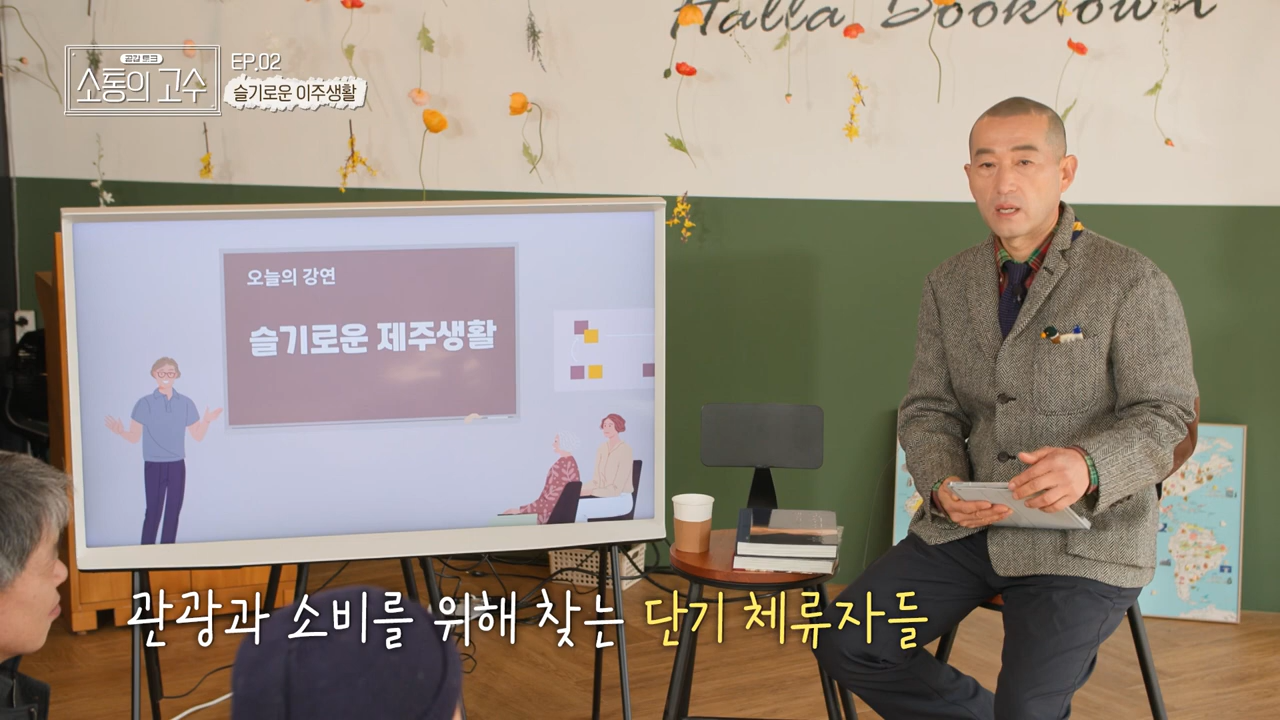 Halla Booktown
공감 토크
소통의 고수
EP.02
슬기로운 이주생활
오늘의 강연
슬기로운 제주생활
관광과 소비를 위해 찾는 단기 체류자들